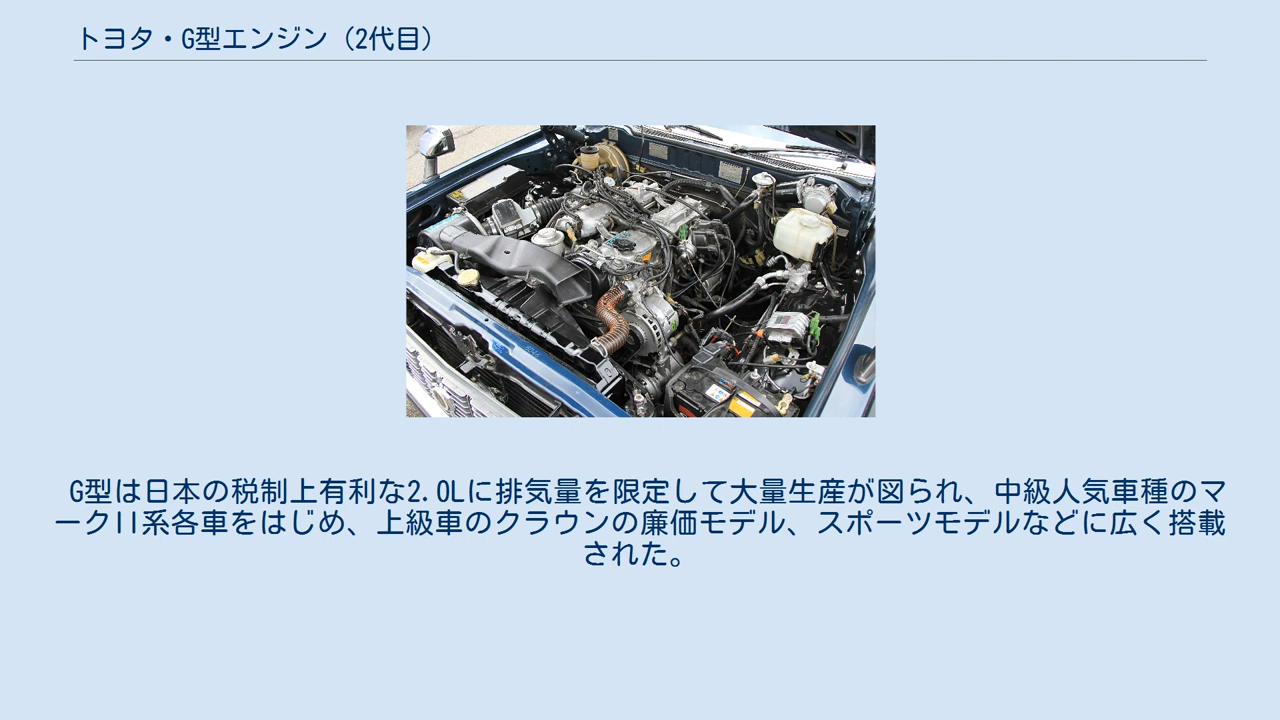 トヨタ・G型エンジン（2代目）
G型は日本の税制上有利な2.0Lに排気量を限定して大量生産が図られ、中級人気車種のマ
ークII系各車をはじめ、上級車のクラウンの廉価モデル、スポーツモデルなどに広く搭載
された。